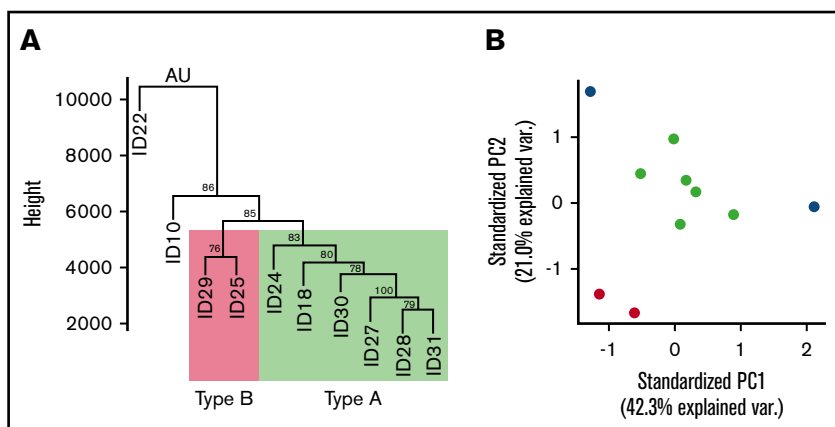 A
AU
10000
8000
6000
4000
2000
Height
ID22
86
ID10
85
76
ID29
ID25
83
ID24
80
ID18
78
ID30
100
ID27
79
ID28
ID31
Type B
Type A
B
Standardized PC2
(21.0% explained var.)
1
0
-1
-1 0 1 2
Standardized PC1
(42.3% explained var.)